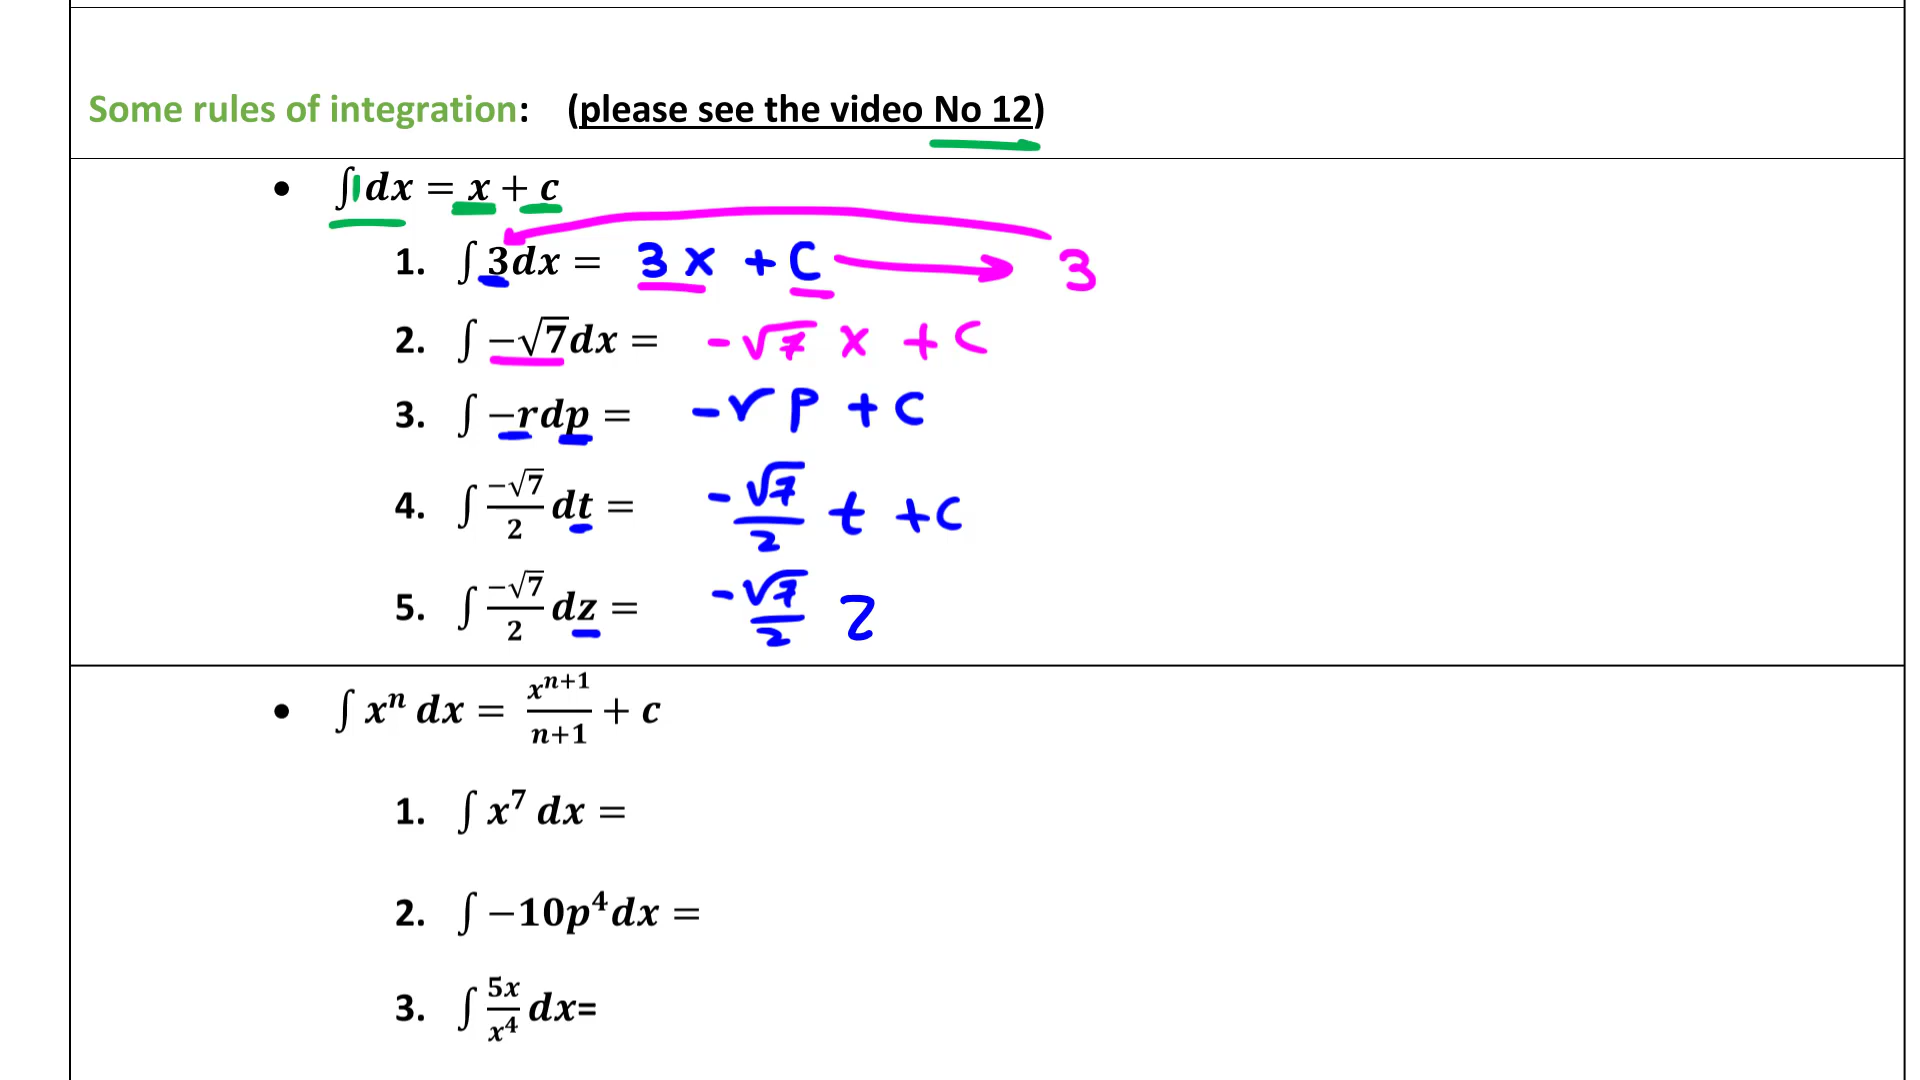 Some rules of integration: (please see the video No 12)
• ∫1dx = x + c
1. ∫ 3dx = 3x + C → 3
2. ∫ −√7dx = −√7 x + C
3. ∫ −rdp = −rp + c
4. ∫ −√7/2 dt = −√7/2 t + c
5. ∫ −√7/2 dz = −√7/2 z
• ∫ xⁿ dx = xⁿ⁺¹/n+1 + c
1. ∫ x⁷ dx =
2. ∫ −10p⁴dx =
3. ∫ 5x/x⁴ dx=